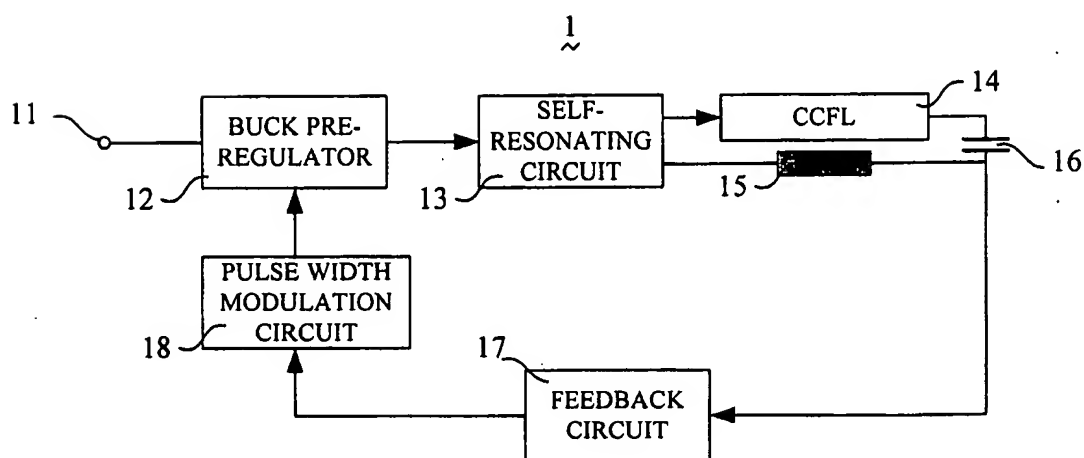 1
11
BUCK PRE-
REGULATOR
12
SELF-
RESONATING
CIRCUIT
13
14
CCFL
15
16
PULSE WIDTH
MODULATION
CIRCUIT
18
17
FEEDBACK
CIRCUIT